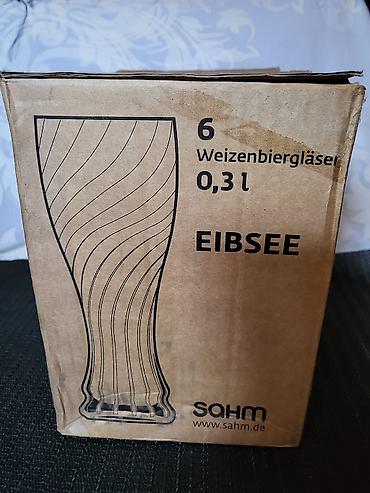 6
Weizenbiergläser
0,3 l
EIBSEE
saHm
www.sahm.de